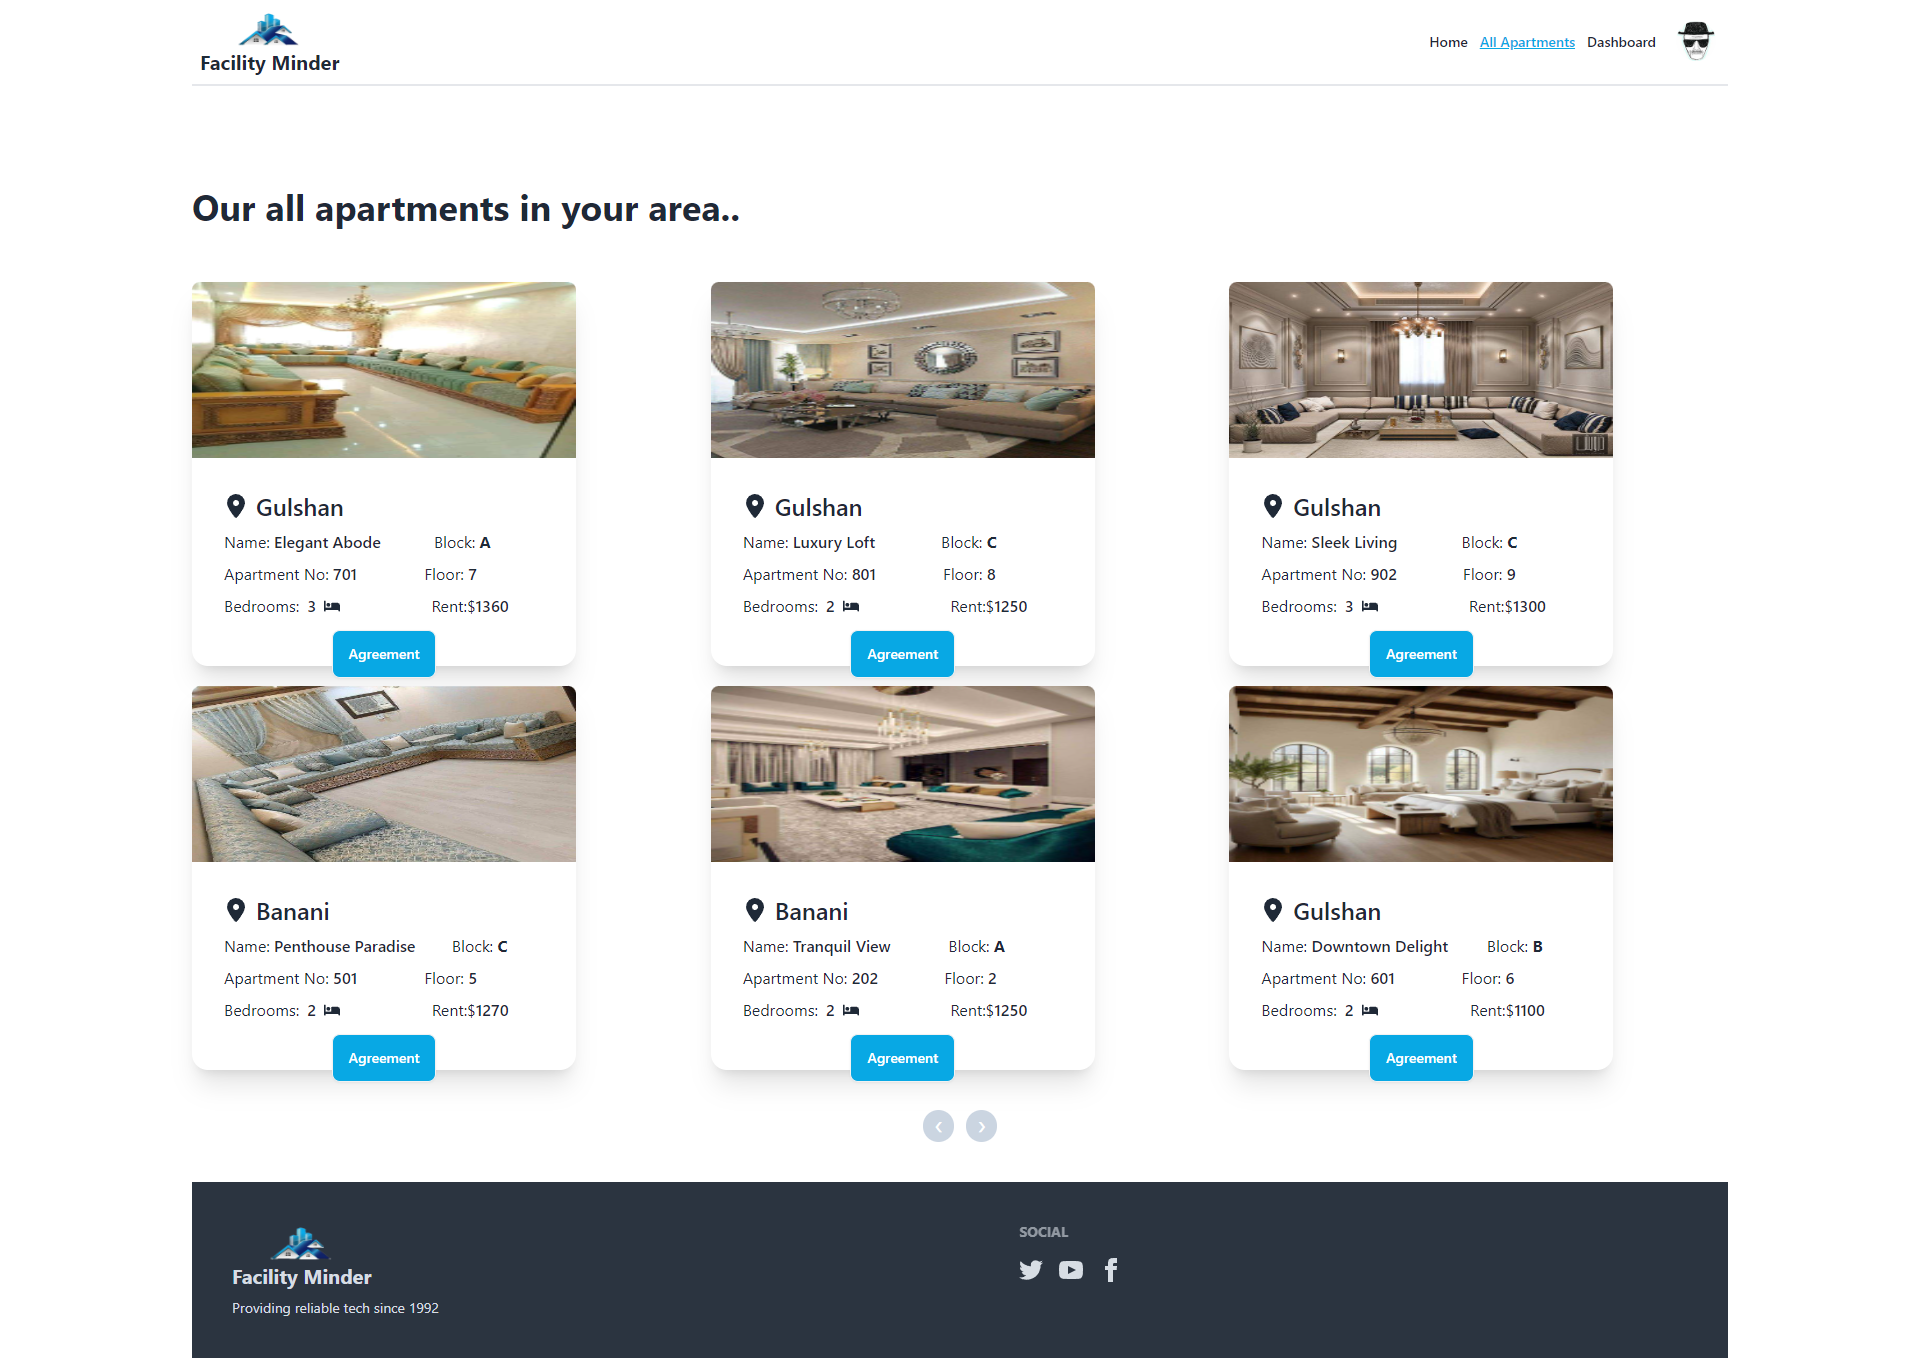 Facility Minder
Home All Apartments Dashboard
Our all apartments in your area..
Gulshan
Name: Elegant Abode Block: A
Apartment No: 701 Floor: 7
Bedrooms: 3 Rent:$1360
Agreement
Gulshan
Name: Luxury Loft Block: C
Apartment No: 801 Floor: 8
Bedrooms: 2 Rent:$1250
Agreement
Gulshan
Name: Sleek Living Block: C
Apartment No: 902 Floor: 9
Bedrooms: 3 Rent:$1300
Agreement
Banani
Name: Penthouse Paradise Block: C
Apartment No: 501 Floor: 5
Bedrooms: 2 Rent:$1270
Agreement
Banani
Name: Tranquil View Block: A
Apartment No: 202 Floor: 2
Bedrooms: 2 Rent:$1250
Agreement
Gulshan
Name: Downtown Delight Block: B
Apartment No: 601 Floor: 6
Bedrooms: 2 Rent:$1100
Agreement
‹ ›
Facility Minder
Providing reliable tech since 1992
SOCIAL